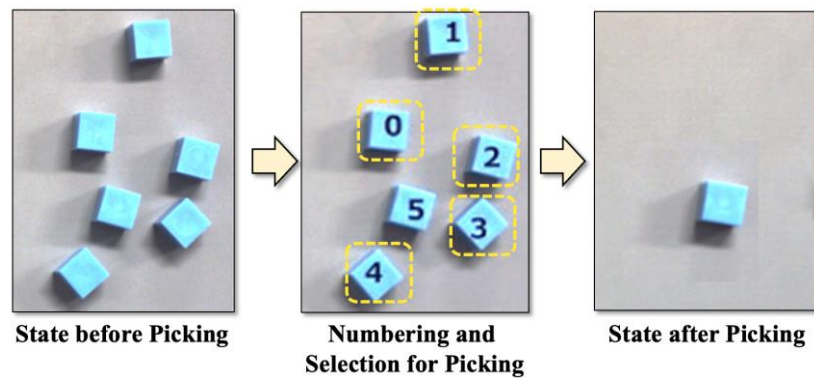 1
0
2
5
3
4
State before Picking
Numbering and
Selection for Picking
State after Picking